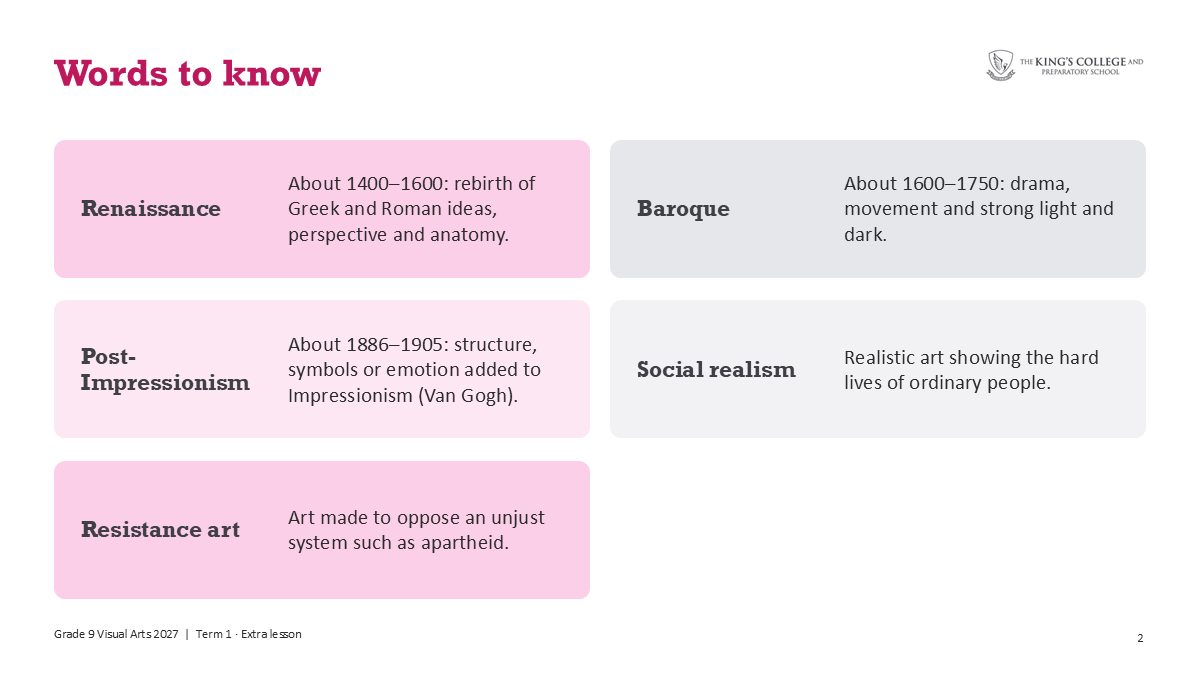 Words to know
THE KING'S COLLEGE AND
PREPARATORY SCHOOL
Renaissance
About 1400–1600: rebirth of
Greek and Roman ideas,
perspective and anatomy.
Baroque
About 1600–1750: drama,
movement and strong light and
dark.
Post-
Impressionism
About 1886–1905: structure,
symbols or emotion added to
Impressionism (Van Gogh).
Social realism
Realistic art showing the hard
lives of ordinary people.
Resistance art
Art made to oppose an unjust
system such as apartheid.
Grade 9 Visual Arts 2027 | Term 1 · Extra lesson
2